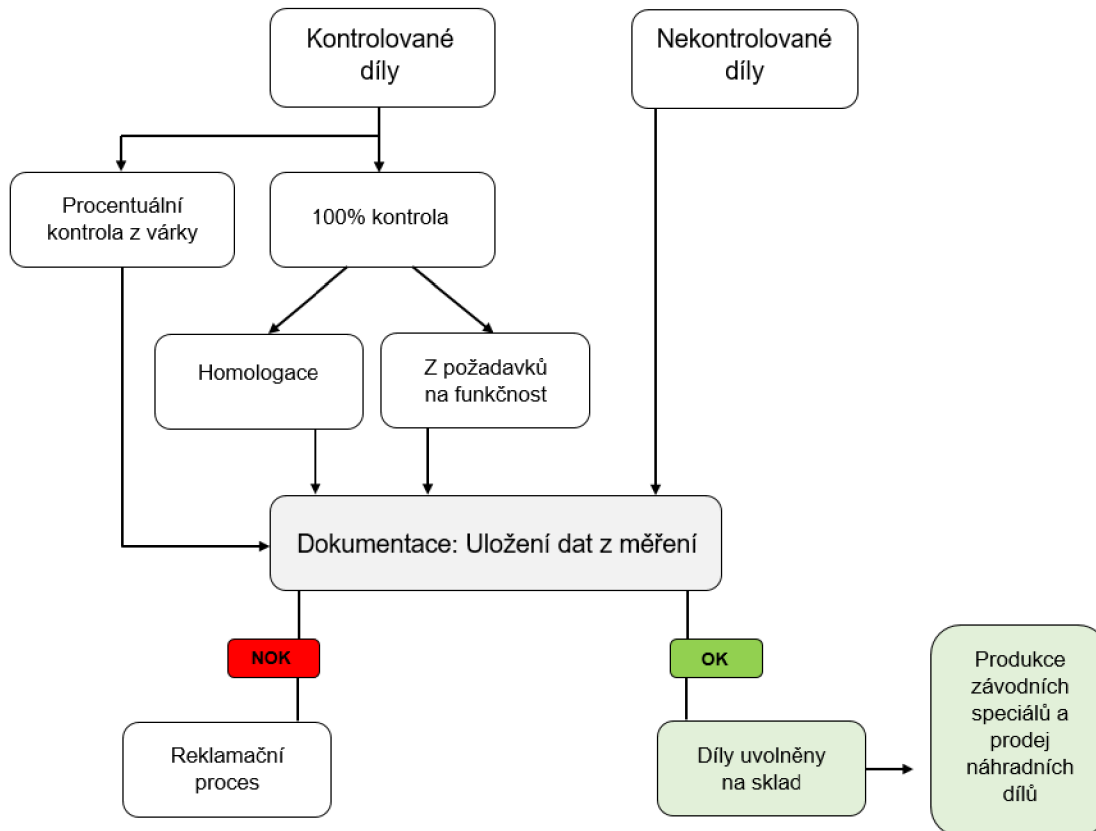 Kontrolované
díly
Nekontrolované
díly
Procentuální
kontrola z várky
100% kontrola
Homologace
Z požadavků
na funkčnost
Dokumentace: Uložení dat z měření
NOK
OK
Reklamační
proces
Díly uvolněny
na sklad
Produkce
závodních
speciálů a
prodej
náhradních
dílů